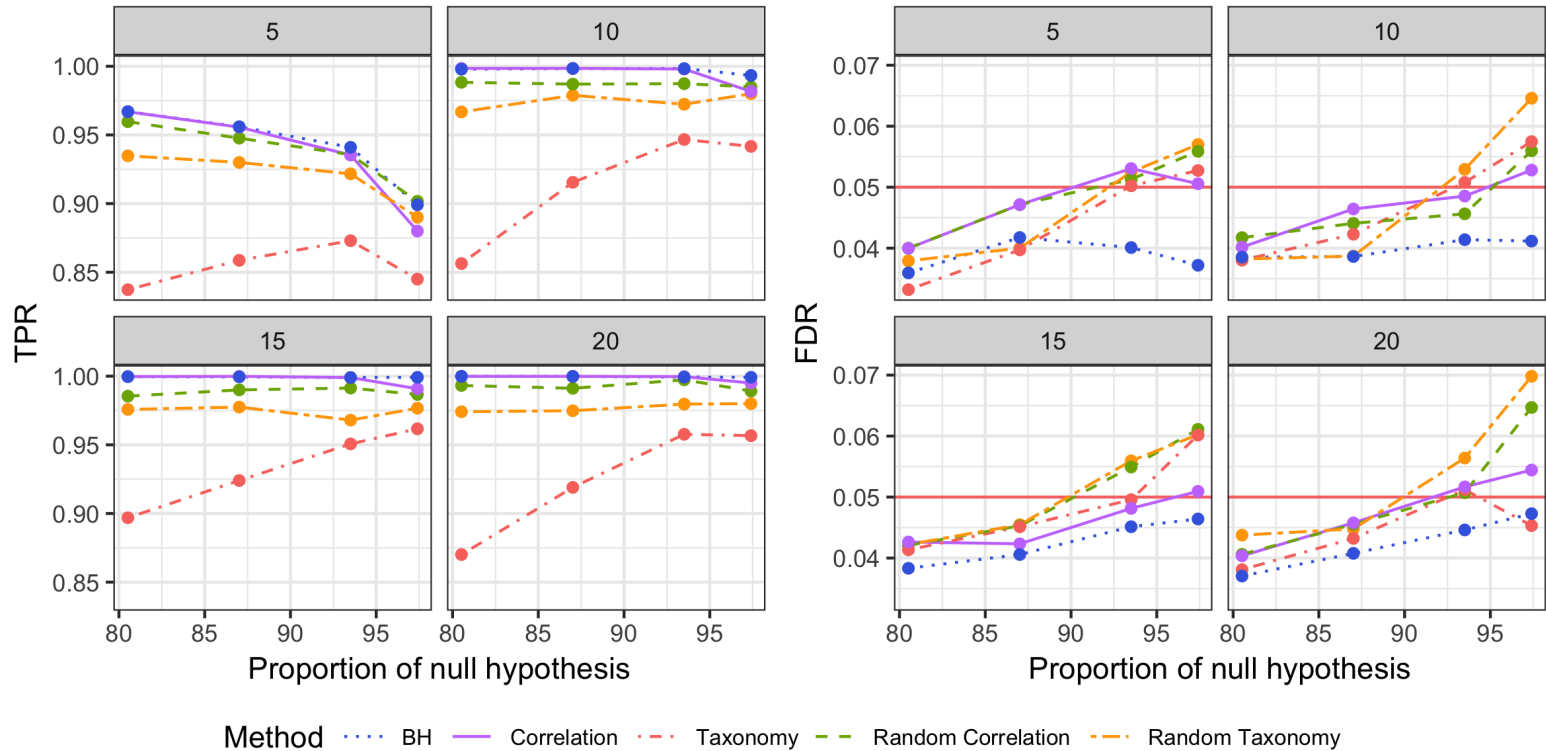 5 10
1.00
0.95
0.90
0.85
15 20
1.00
0.95
0.90
0.85
80 85 90 95 80 85 90 95
TPR
Proportion of null hypothesis
5 10
0.07
0.06
0.05
0.04
15 20
0.07
0.06
0.05
0.04
80 85 90 95 80 85 90 95
FDR
Proportion of null hypothesis
Method BH Correlation Taxonomy Random Correlation Random Taxonomy